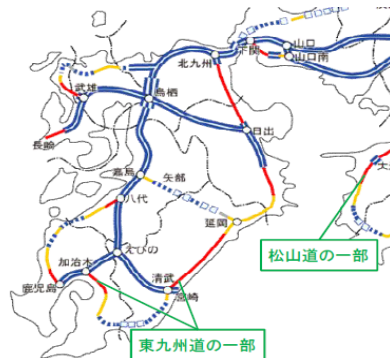 下関
山口
山口南
北九州
武雄
鳥栖
日出
長崎
嘉島
矢部
八代
延岡
えびの
加治木
清武
宮崎
鹿児島
松山道の一部
東九州道の一部